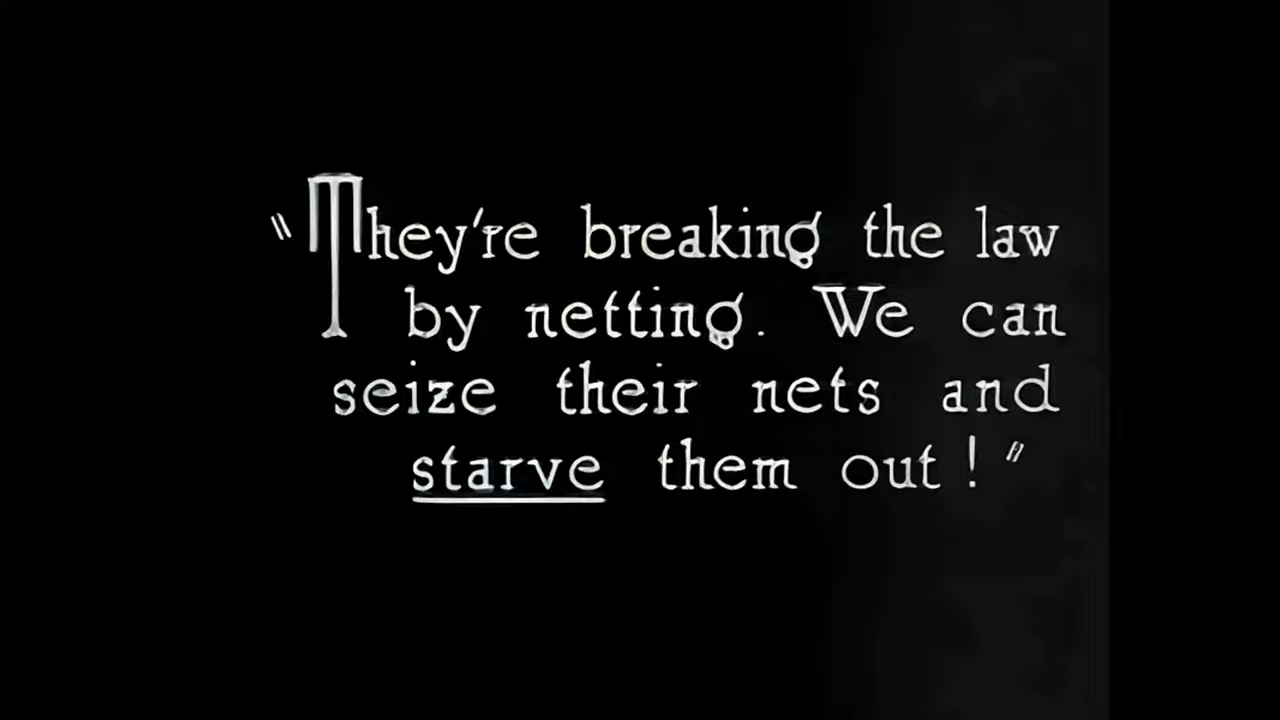 "They're breaking the law
by netting. We can
seize their nets and
starve them out!"